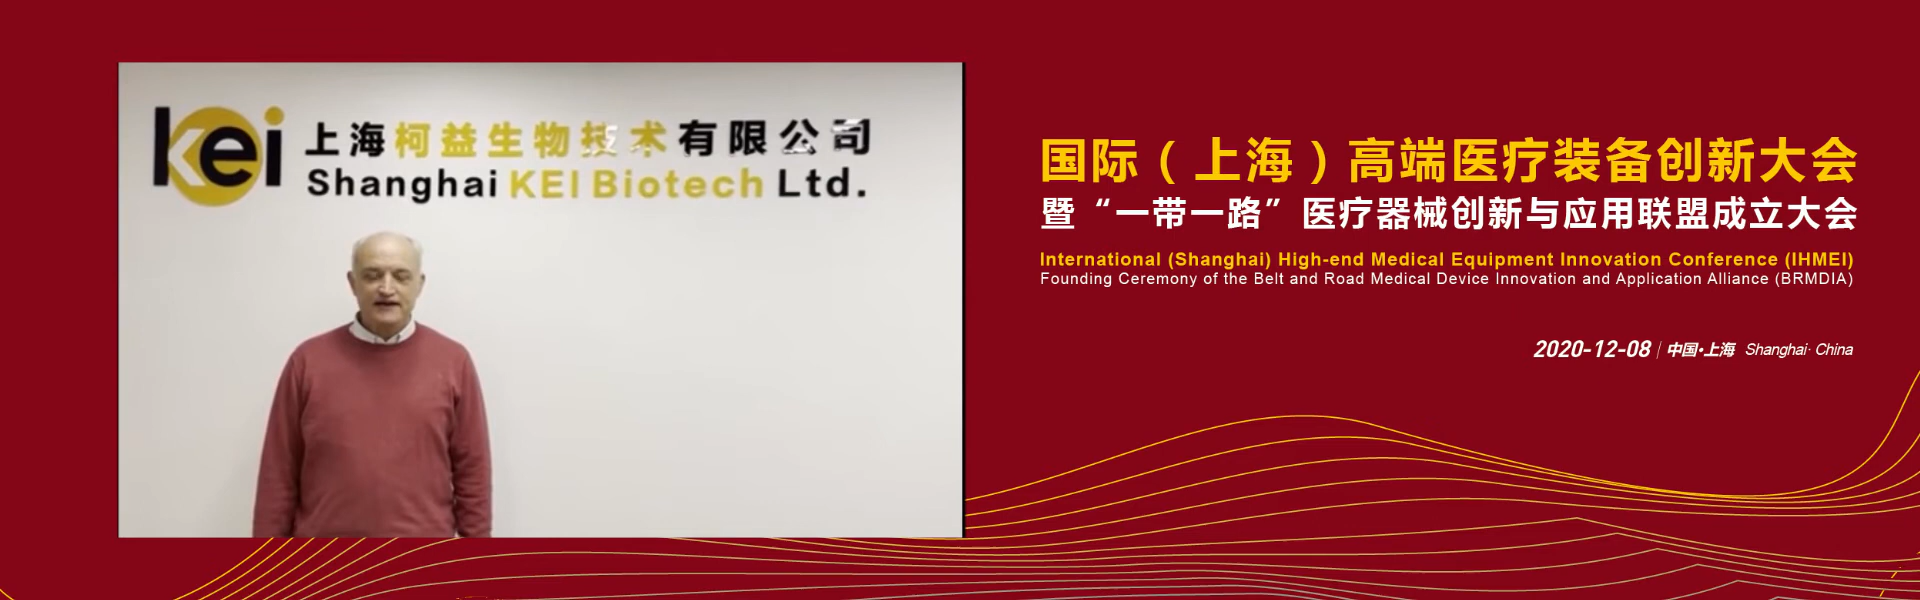 kei
上海柯益生物技术有限公司
Shanghai KEI Biotech Ltd.
国际（上海）高端医疗装备创新大会
暨“一带一路”医疗器械创新与应用联盟成立大会
International (Shanghai) High-end Medical Equipment Innovation Conference (IHMEI)
Founding Ceremony of the Belt and Road Medical Device Innovation and Application Alliance (BRMDIA)
2020-12-08 | 中国·上海 Shanghai· China